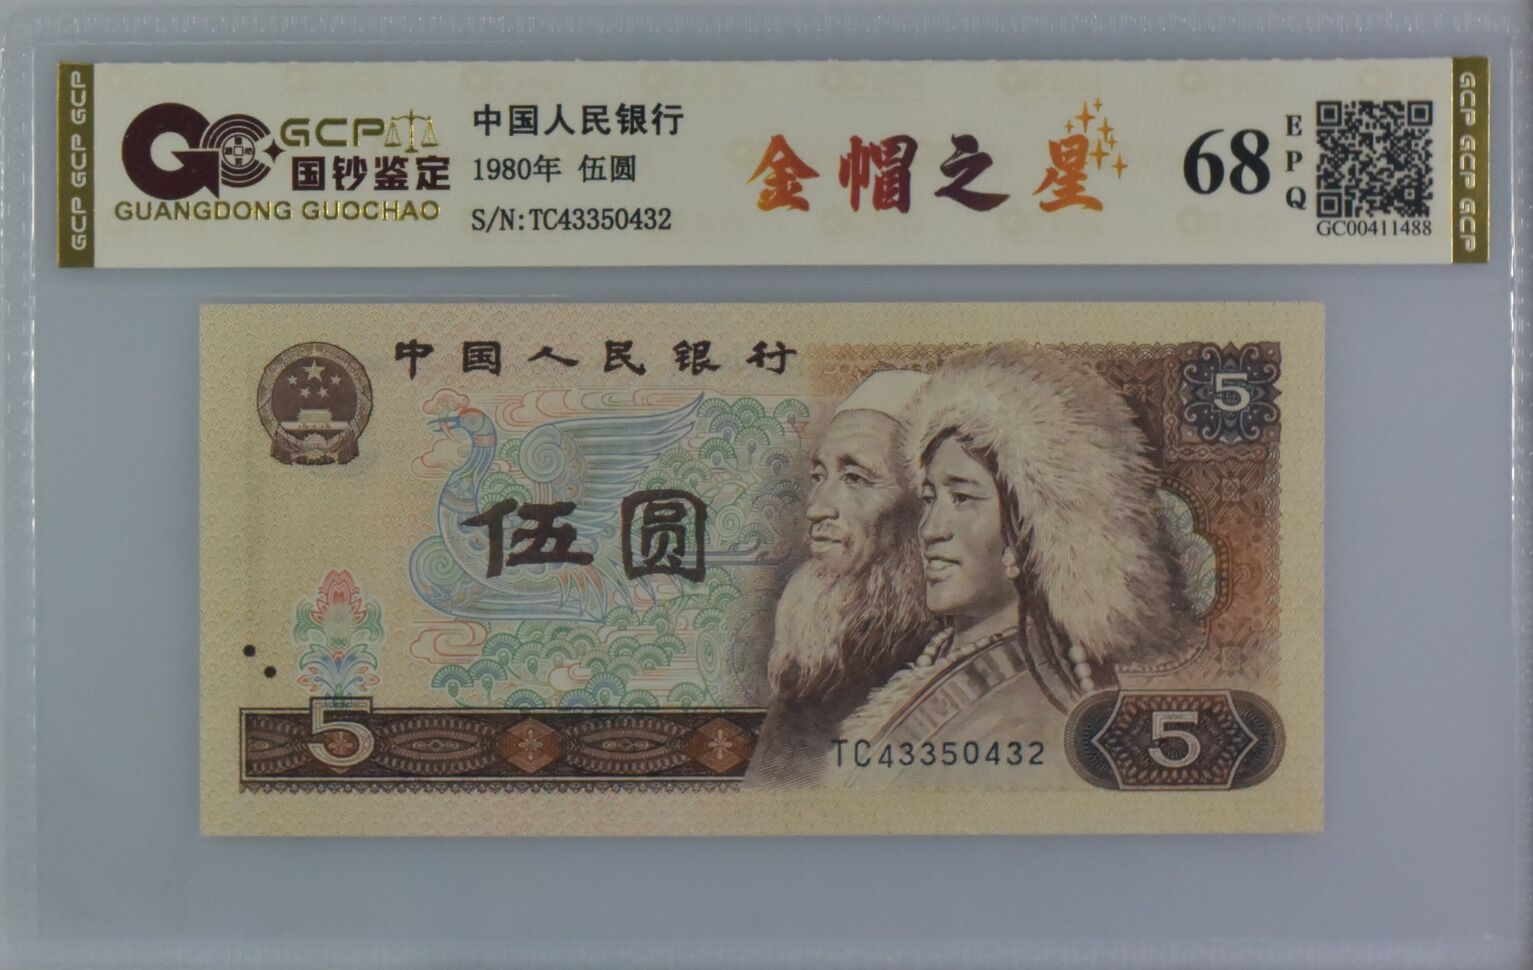 GCP GCP GCP
GCP
国钞鉴定
GUANGDONG GUOCHAO
中国人民银行
1980年 伍圆
S/N:TC43350432
金帽之星
68
EPQ
GC00411488
GCP GCP GCP
中国人民银行
5
伍圆
5
TC43350432
5